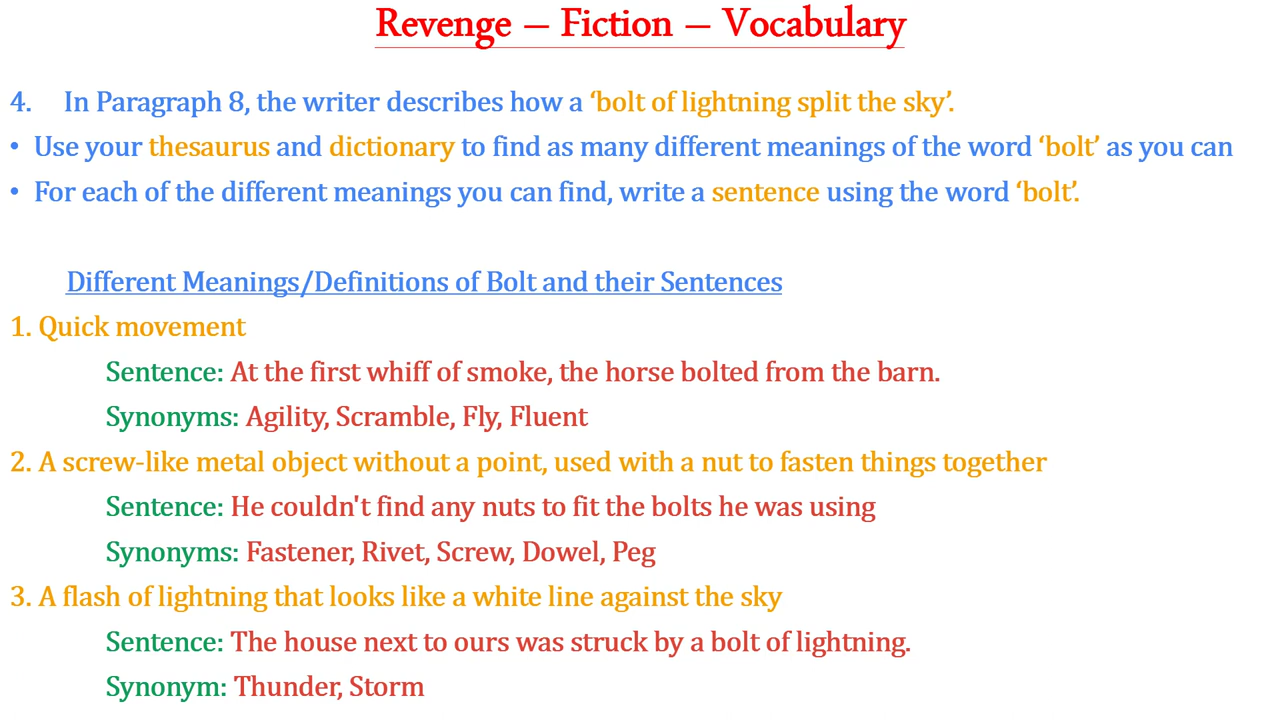 Revenge – Fiction – Vocabulary
4. In Paragraph 8, the writer describes how a ‘bolt of lightning split the sky’.
• Use your thesaurus and dictionary to find as many different meanings of the word ‘bolt’ as you can
• For each of the different meanings you can find, write a sentence using the word ‘bolt’.
Different Meanings/Definitions of Bolt and their Sentences
1. Quick movement
Sentence: At the first whiff of smoke, the horse bolted from the barn.
Synonyms: Agility, Scramble, Fly, Fluent
2. A screw-like metal object without a point, used with a nut to fasten things together
Sentence: He couldn't find any nuts to fit the bolts he was using
Synonyms: Fastener, Rivet, Screw, Dowel, Peg
3. A flash of lightning that looks like a white line against the sky
Sentence: The house next to ours was struck by a bolt of lightning.
Synonym: Thunder, Storm